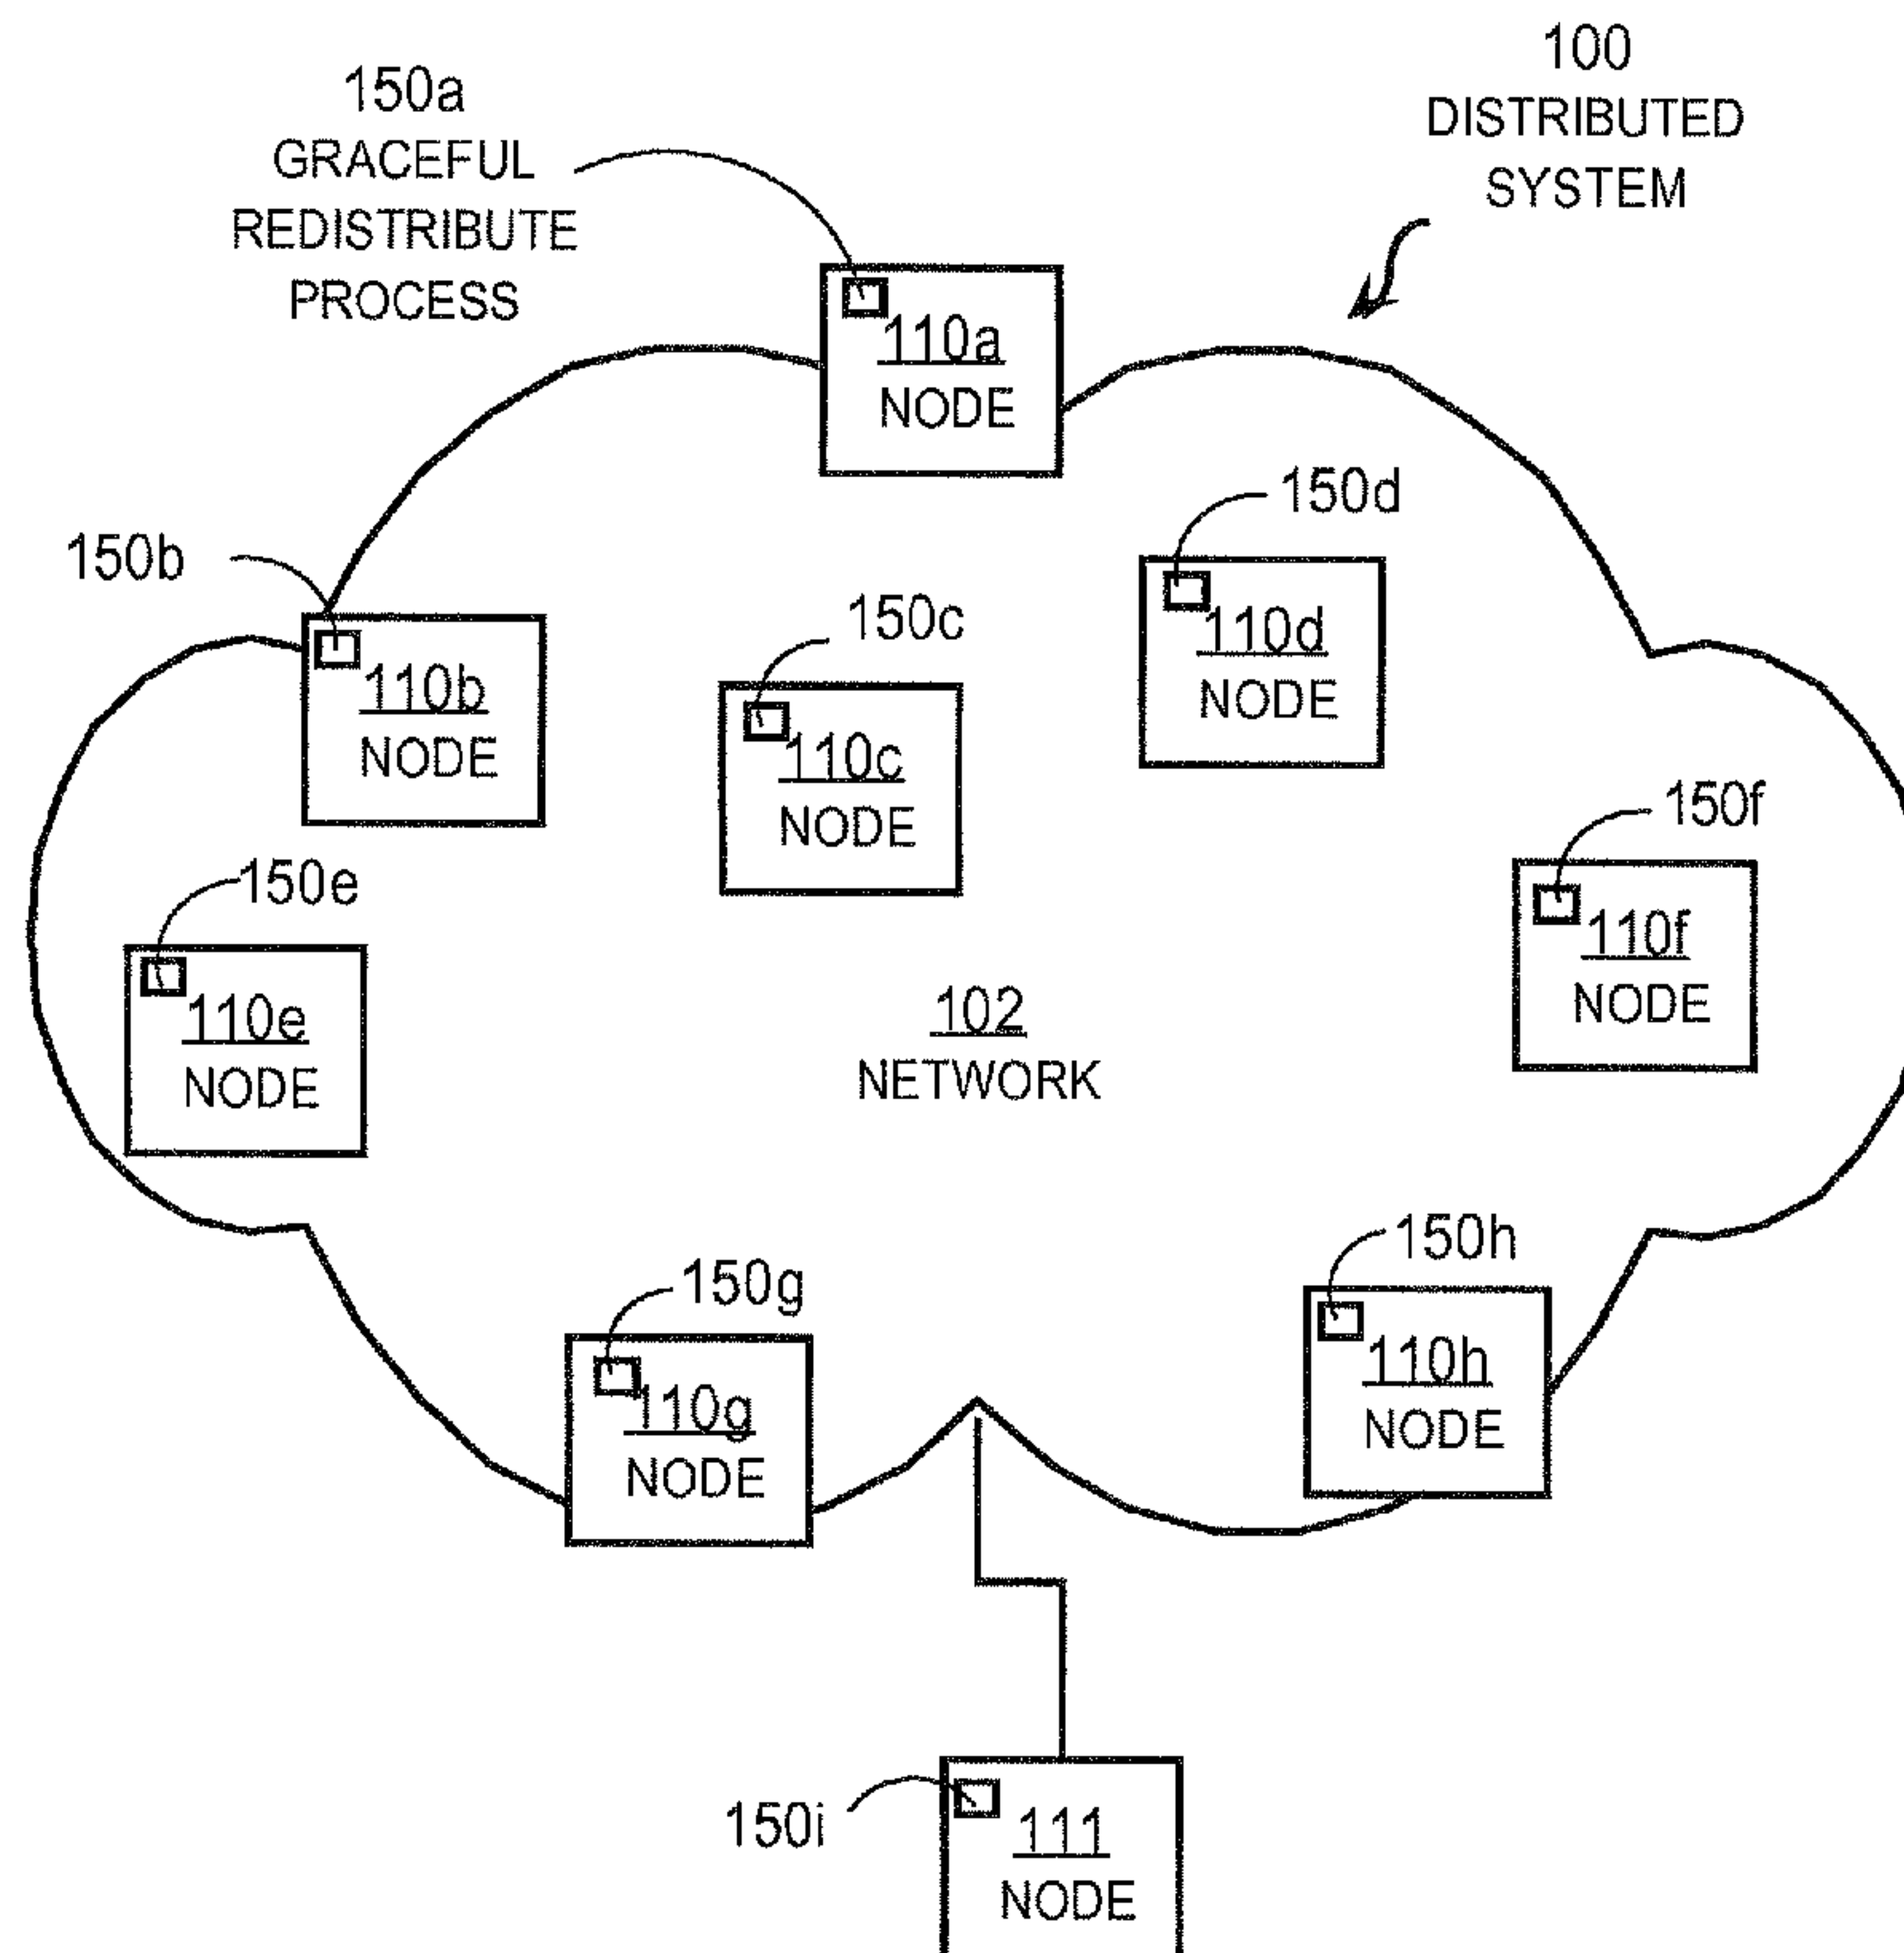 100
DISTRIBUTED
SYSTEM
150a
GRACEFUL
REDISTRIBUTE
PROCESS
110a
NODE
150d
110d
NODE
150b
110b
NODE
150c
110c
NODE
150f
110f
NODE
150e
110e
NODE
102
NETWORK
150h
110h
NODE
150g
110g
NODE
150i
111
NODE